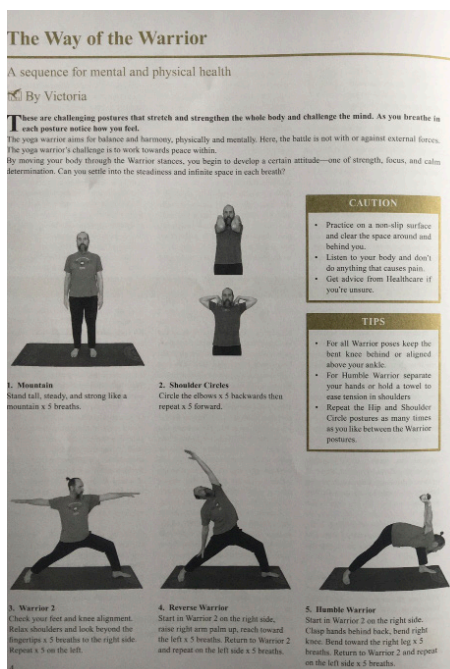 The Way of the Warrior
A sequence for mental and physical health
By Victoria
These are challenging postures that stretch and strengthen the whole body and challenge the mind. As you breathe in
each posture notice how you feel.
The yoga warrior aims for balance and harmony, physically and mentally. Here, the battle is not with or against external forces.
The yoga warrior's challenge is to work towards peace within.
By moving your body through the Warrior stances, you begin to develop a certain attitude—one of strength, focus, and calm
determination. Can you settle into the steadiness and infinite space in each breath?
CAUTION
• Practice on a non-slip surface
and clear the space around and
behind you.
• Listen to your body and don't
do anything that causes pain.
• Get advice from Healthcare if
you're unsure.
TIPS
• For all Warrior poses keep the
bent knee behind or aligned
above your ankle.
• For Humble Warrior separate
your hands or hold a towel to
ease tension in shoulders
• Repeat the Hip and Shoulder
Circle postures as many times
as you like between the Warrior
postures.
1. Mountain
Stand tall, steady, and strong like a
mountain x 5 breaths.
2. Shoulder Circles
Circle the elbows x 5 backwards then
repeat x 5 forward.
3. Warrior 2
Check your feet and knee alignment.
Relax shoulders and look beyond the
fingertips x 5 breaths to the right side.
Repeat x 5 on the left.
4. Reverse Warrior
Start in Warrior 2 on the right side,
raise right arm palm up, reach toward
the left x 5 breaths. Return to Warrior 2
and repeat on the left side x 5 breaths.
5. Humble Warrior
Start in Warrior 2 on the right side.
Clasp hands behind back, bend right
knee. Bend toward the right leg x 5
breaths. Return to Warrior 2 and repeat
on the left side x 5 breaths.